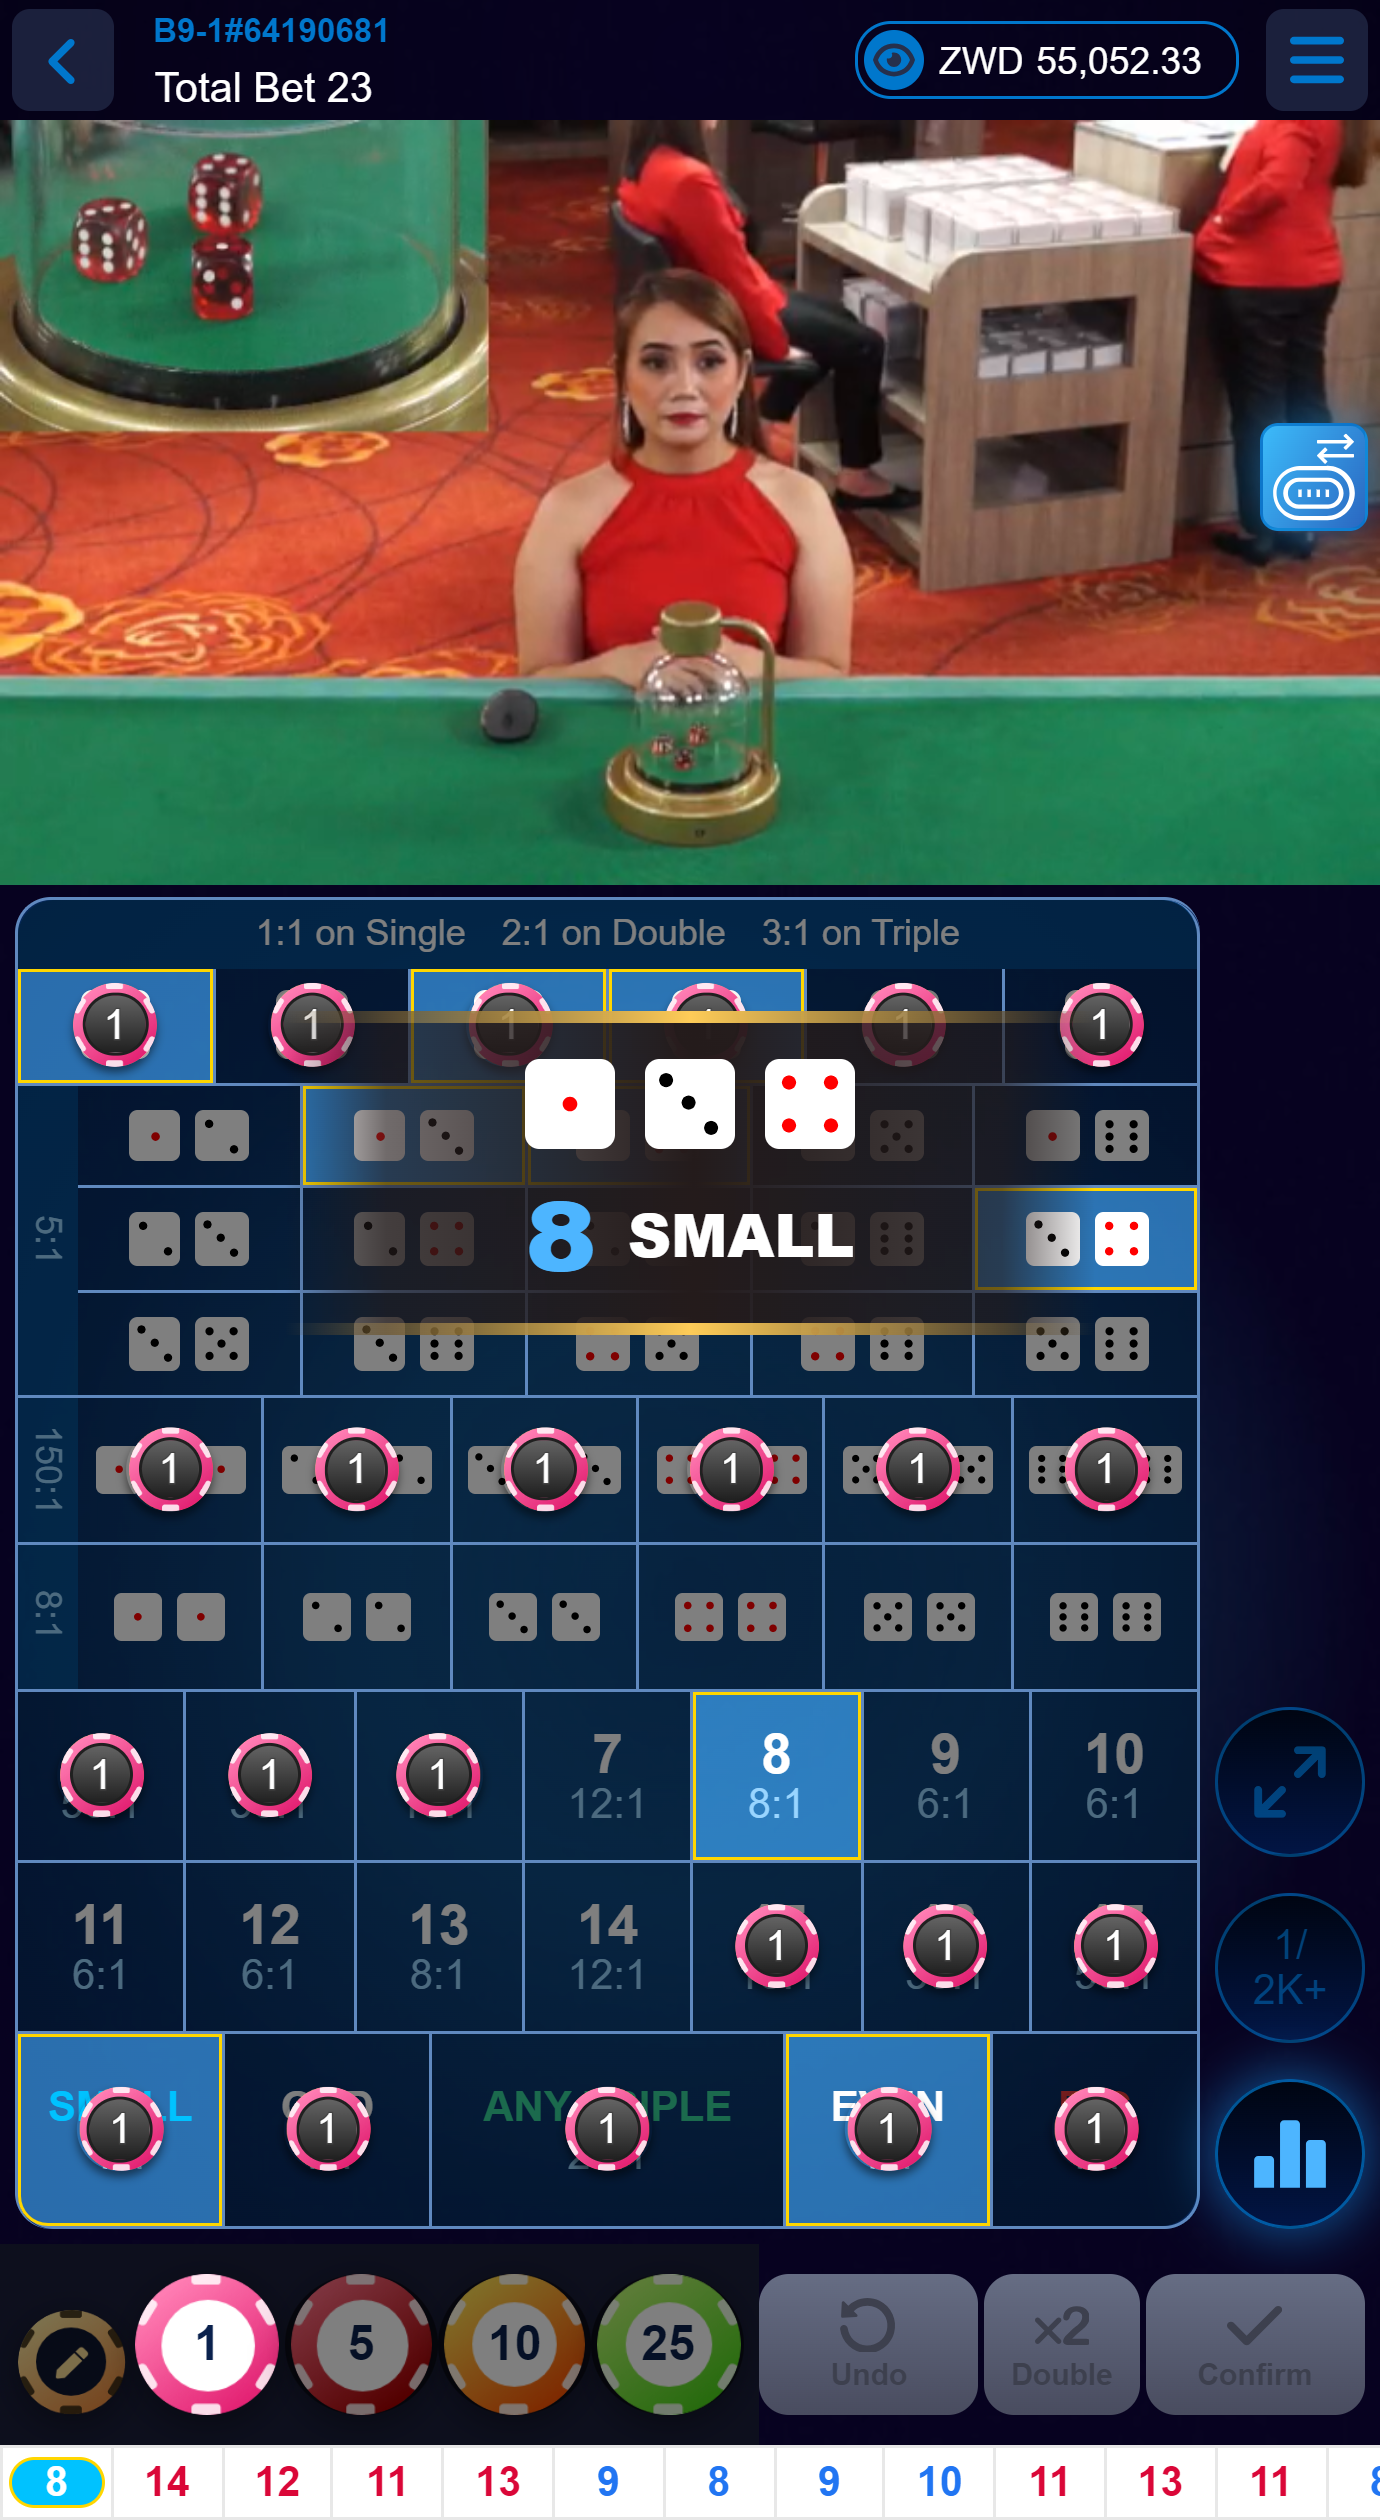 B9-1#64190681
Total Bet 23
ZWD 55,052.33
1:1 on Single 2:1 on Double 3:1 on Triple
1 1 1 1 1 1
8 SMALL
5:1
150:1
1 1 1 1 1 1
8:1
1 1 1 7 8 9 10
12:1 8:1 6:1 6:1
11 12 13 14
6:1 6:1 8:1 12:1
1 1 1
1/
2K+
ANY
1 1 1 1 1
1 5 10 25
x2
Undo Double Confirm
8 14 12 11 13 9 8 9 10 11 13 11